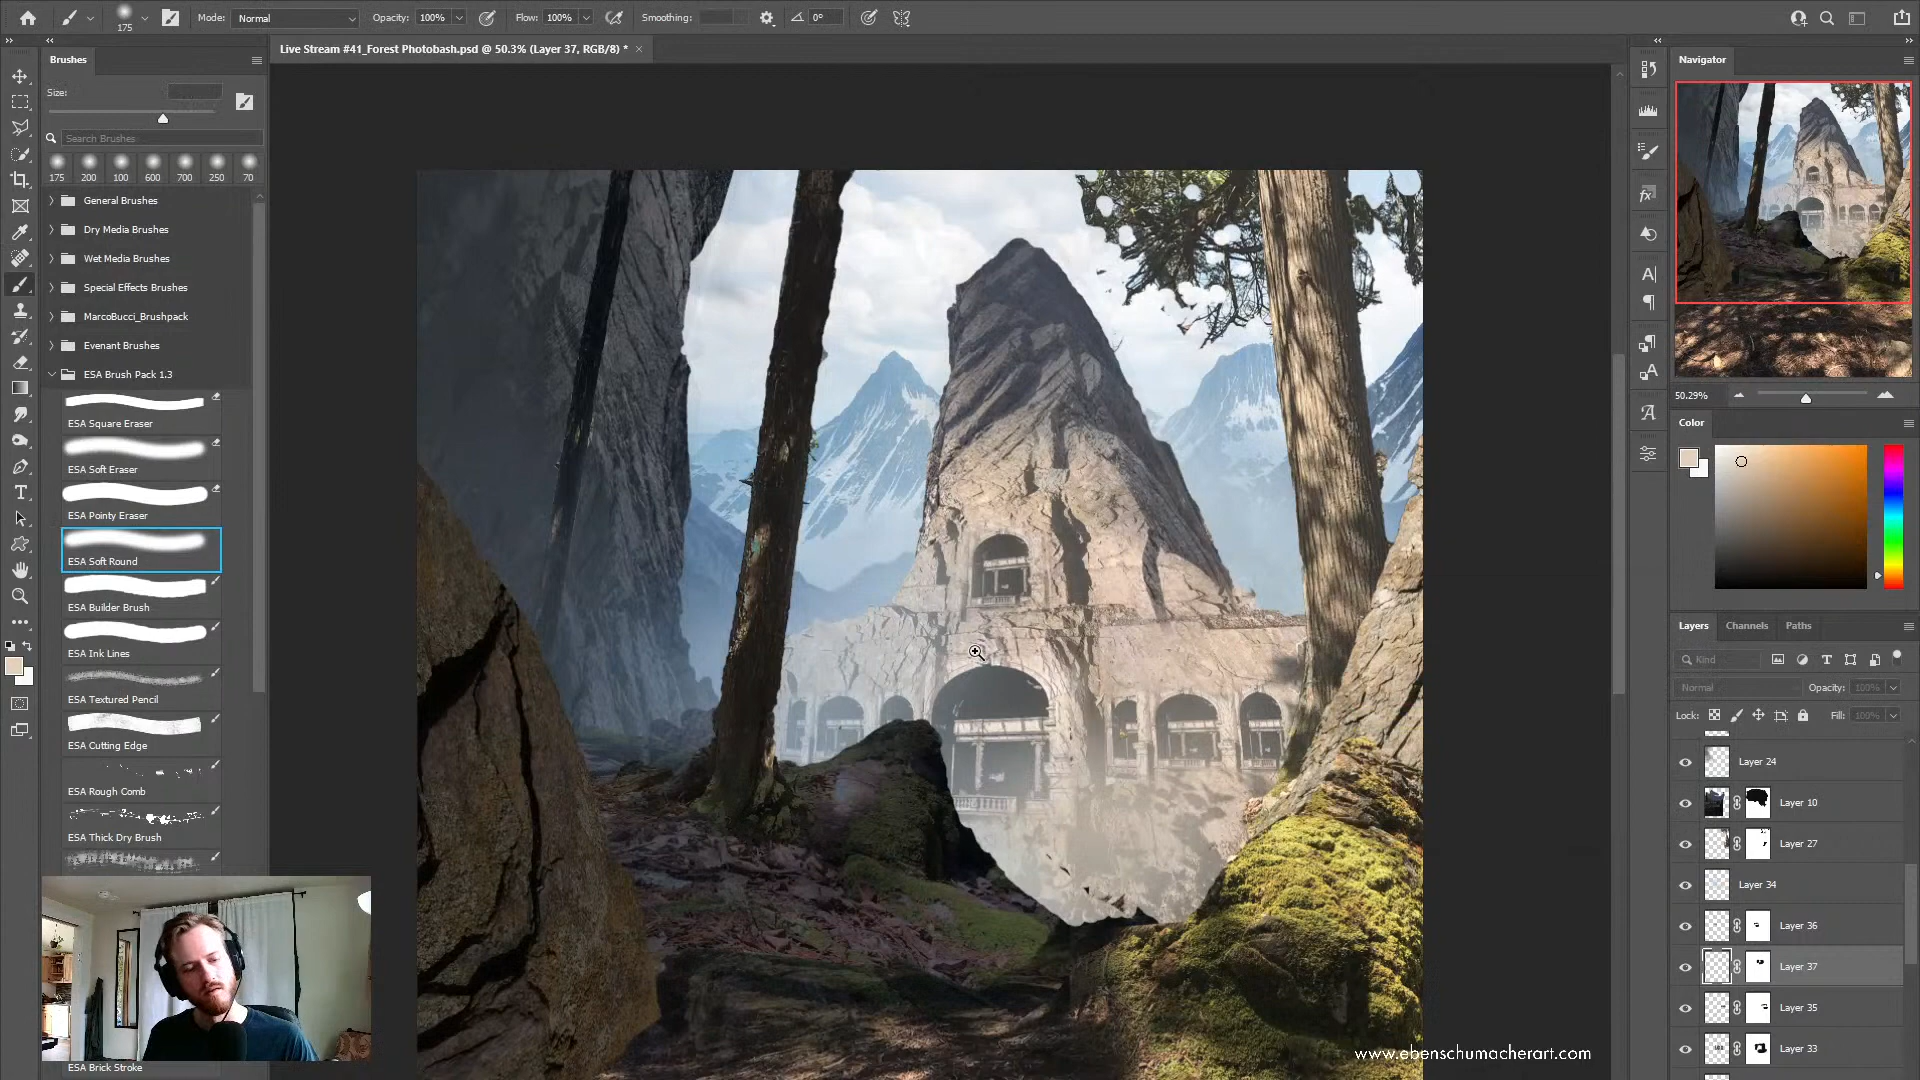 Mode: Normal Opacity: 100% Flow: 100% Smoothing: 0°
175
Live Stream #41_Forest Photobash.psd @ 50.3% (Layer 37, RGB/8) *
Brushes
Size:
Search Brushes
175 200 100 600 700 250 70
General Brushes
Dry Media Brushes
Wet Media Brushes
Special Effects Brushes
MarcoBucci_Brushpack
Evenant Brushes
ESA Brush Pack 1.3
ESA Square Eraser
ESA Soft Eraser
ESA Pointy Eraser
ESA Soft Round
ESA Builder Brush
ESA Ink Lines
ESA Textured Pencil
ESA Cutting Edge
ESA Rough Comb
ESA Thick Dry Brush
ESA Brick Stroke
www.ebenschumacherart.com
Navigator
50.29%
Color
Layers Channels Paths
Kind
Normal Opacity: 100%
Lock: Fill: 100%
Layer 24
Layer 10
Layer 27
Layer 34
Layer 36
Layer 37
Layer 35
Layer 33